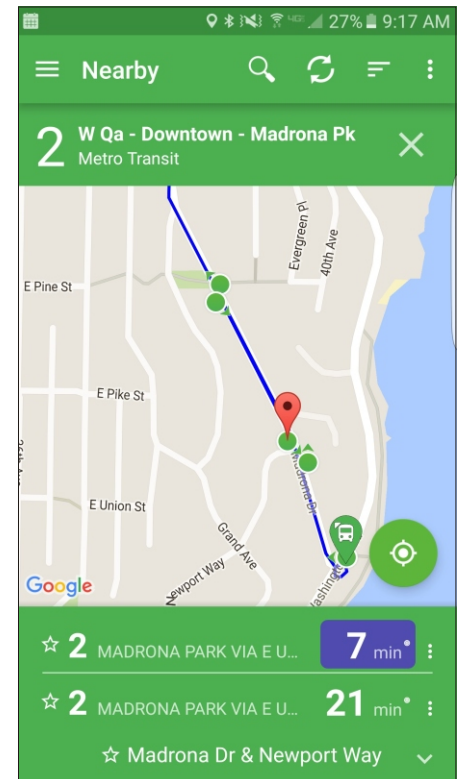 27% 9:17 AM
Nearby
2 W Qa - Downtown - Madrona Pk
Metro Transit
Evergreen Pl
40th Ave
E Pine St
E Pike St
Madrona Dr
E Union St
Grand Ave
Newport Way
Washington
Google
2 MADRONA PARK VIA E U... 7 min
2 MADRONA PARK VIA E U... 21 min
Madrona Dr & Newport Way